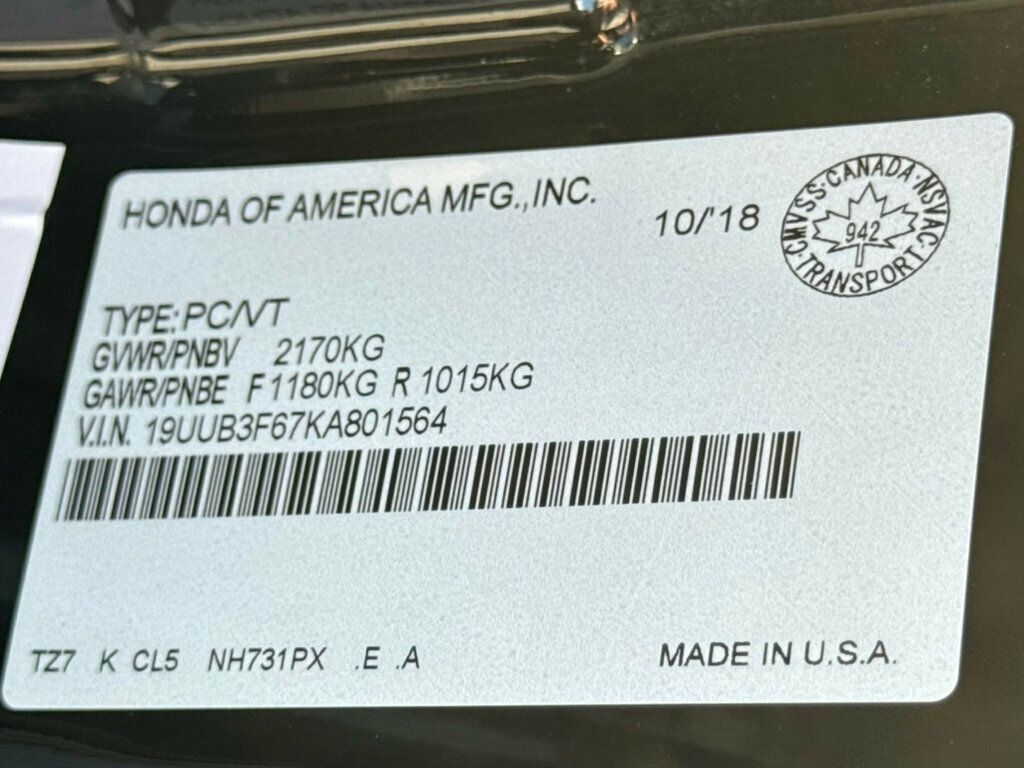 HONDA OF AMERICA MFG.,INC.
10/'18
CMVSS·CANADA·NSVAC·TRANSPORT·
942
TYPE:PC/VT
GVWR/PNBV 2170KG
GAWR/PNBE F1180KG R1015KG
V.I.N. 19UUB3F67KA801564
TZ7 K CL5 NH731PX .E .A
MADE IN U.S.A.